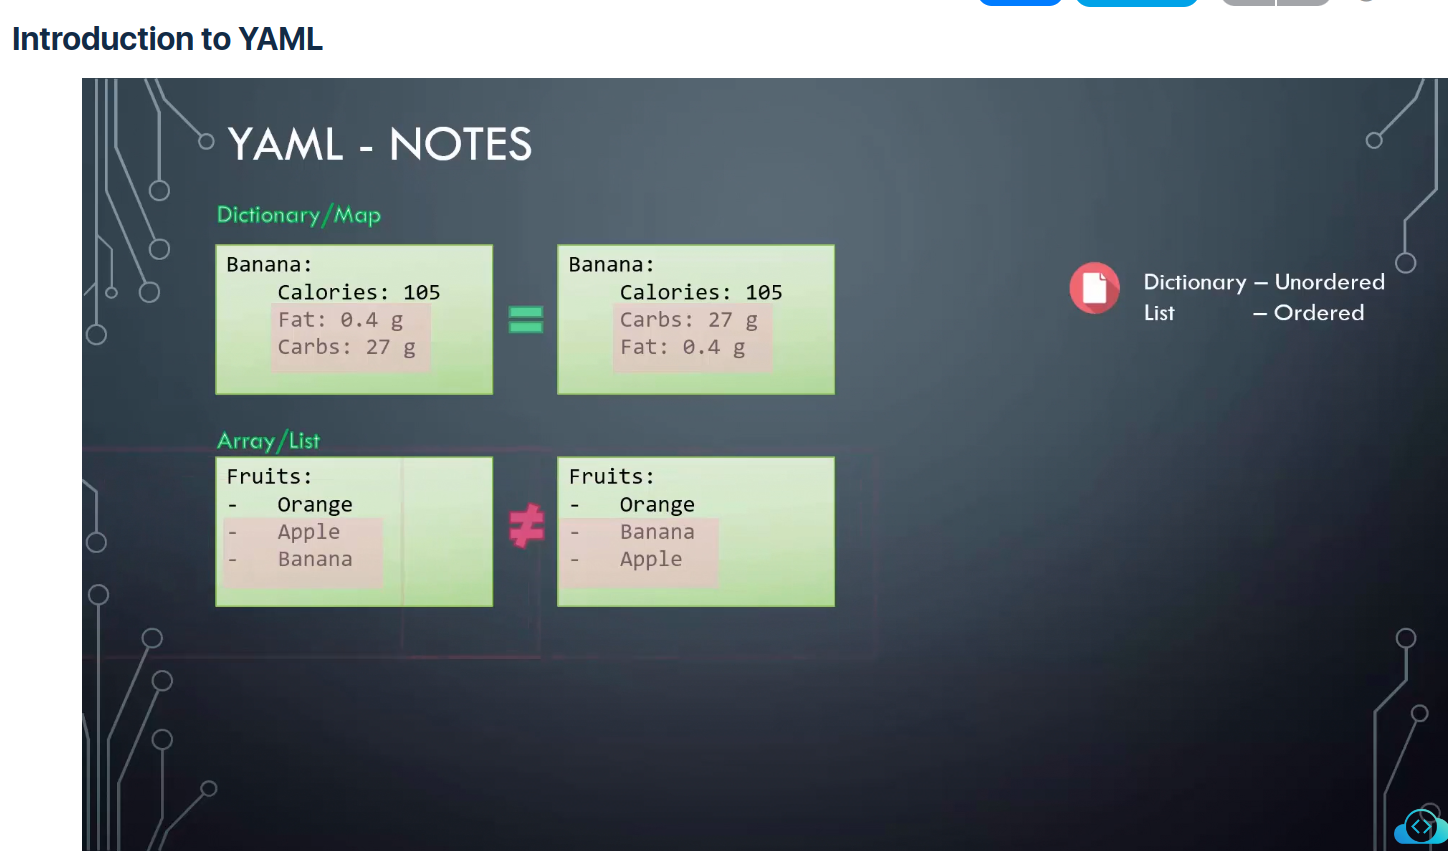 Introduction to YAML
YAML - NOTES
Dictionary/Map
Banana:
Calories: 105
Fat: 0.4 g
Carbs: 27 g
=
Banana:
Calories: 105
Carbs: 27 g
Fat: 0.4 g
Dictionary – Unordered
List – Ordered
Array/List
Fruits:
- Orange
- Apple
- Banana
≠
Fruits:
- Orange
- Banana
- Apple